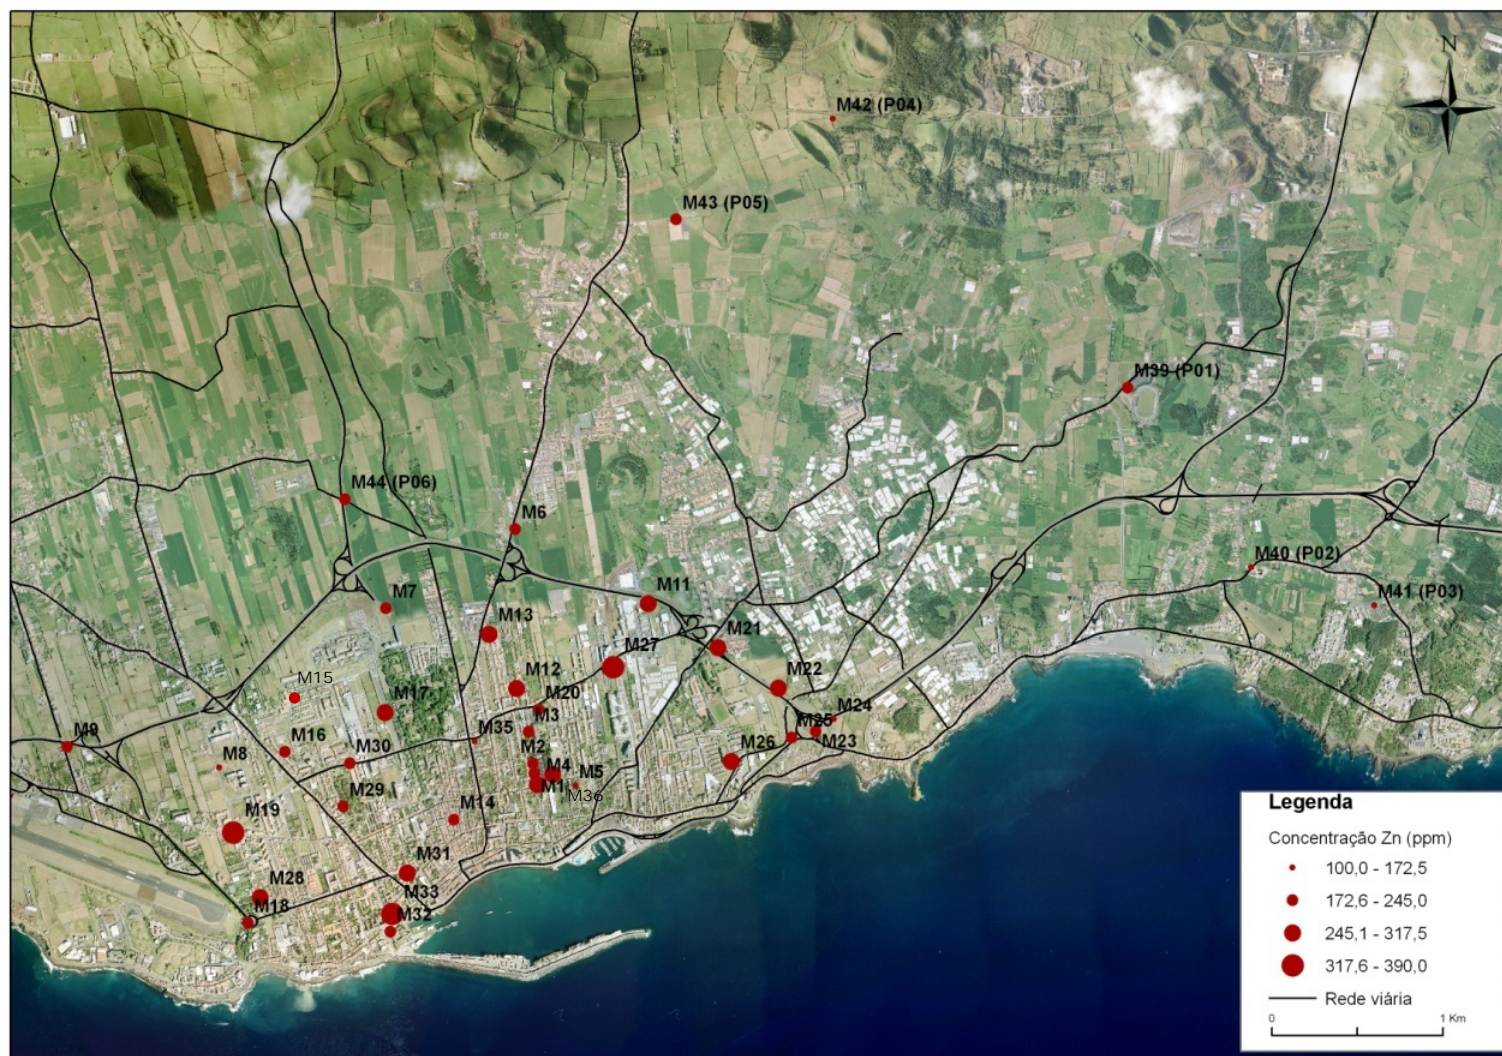 N
M42 (P04)
M43 (P05)
M39 (P01)
M44 (P06)
M6
M40 (P02)
M41 (P03)
M7
M11
M13
M21
M27
M12
M22
M15
M17
M20
M3
M24
M25
M9
M8
M16
M30
M35
M2
M26
M23
M4
M5
M1
M36
M29
M14
M19
M31
M28
M33
M18
M32
Legenda
Concentração Zn (ppm)
100,0 - 172,5
172,6 - 245,0
245,1 - 317,5
317,6 - 390,0
Rede viária
0 1 Km